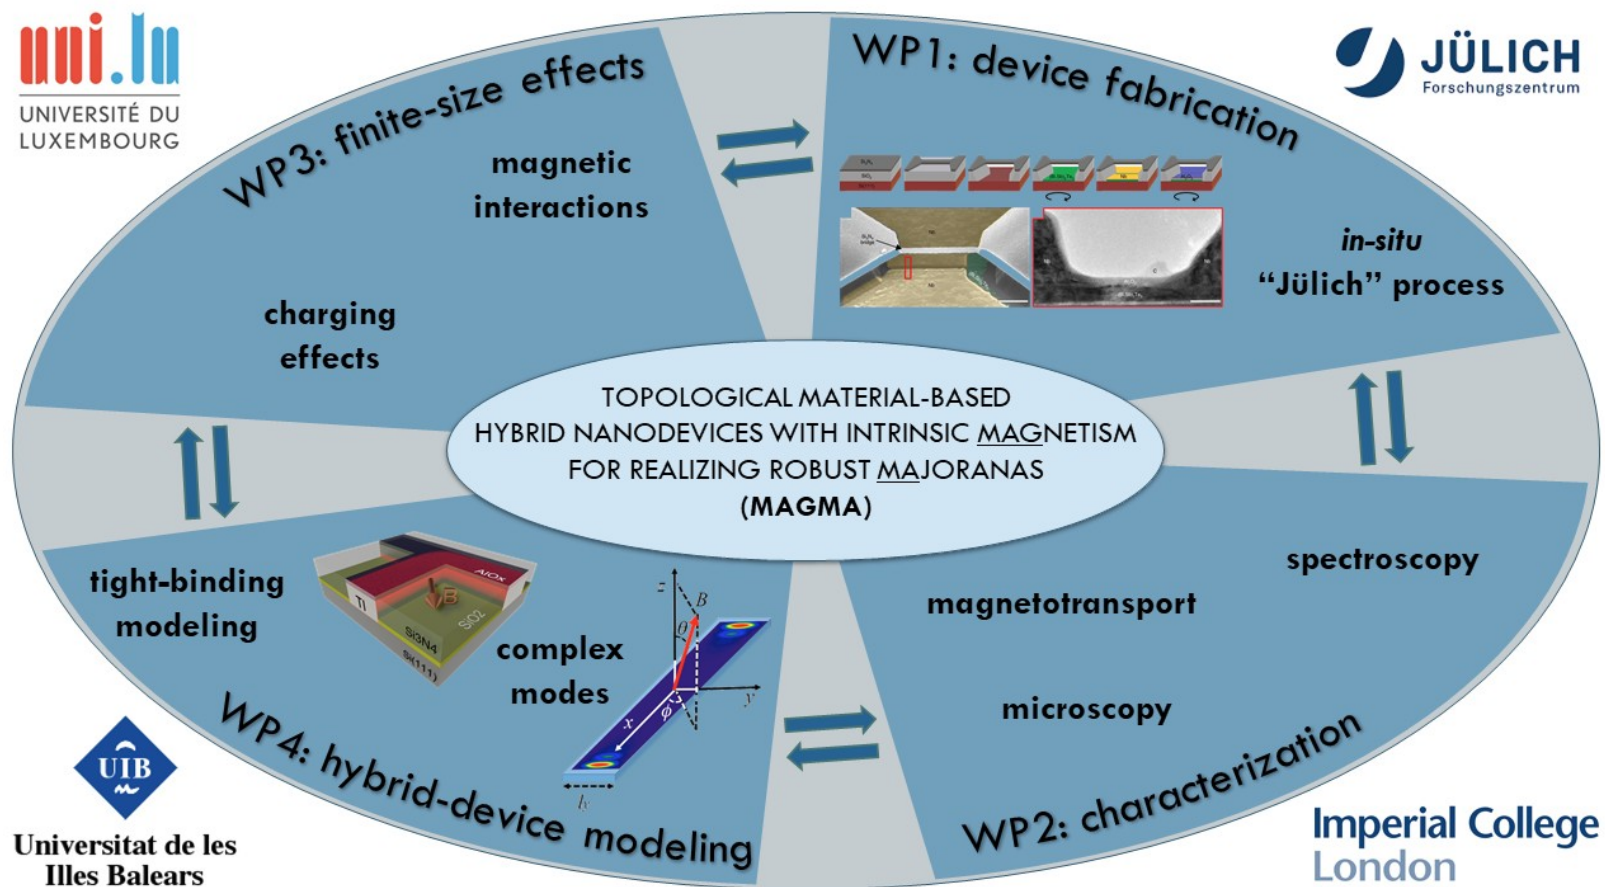 uni.lu
UNIVERSITÉ DU
LUXEMBOURG
WP3: finite-size effects
magnetic
interactions
charging
effects
WP1: device fabrication
JÜLICH
Forschungszentrum
in-situ
“Jülich” process
TOPOLOGICAL MATERIAL-BASED
HYBRID NANODEVICES WITH INTRINSIC MAGNETISM
FOR REALIZING ROBUST MAJORANAS
(MAGMA)
tight-binding
modeling
TI
AlOx
B
SiO2
Si3N4
Si(111)
complex
modes
z
B
θ
y
x
ϕ
WP4: hybrid-device modeling
spectroscopy
magnetotransport
microscopy
WP2: characterization
UIB
Universitat de les
Illes Balears
Imperial College
London